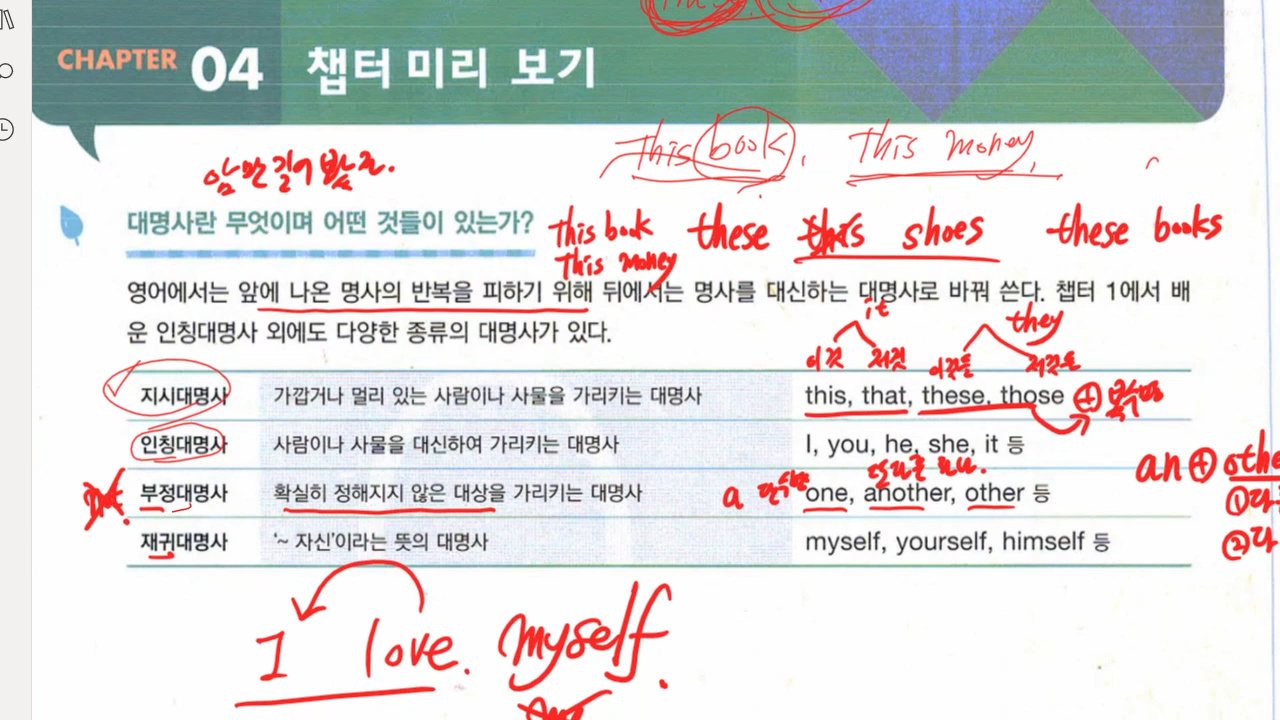 CHAPTER 04 챕터 미리 보기
This book, This money,
대명사란 무엇이며 어떤 것들이 있는가?
This book these this shoes these books
This money
영어에서는 앞에 나온 명사의 반복을 피하기 위해 뒤에서는 명사를 대신하는 대명사로 바꿔 쓴다. 챕터 1에서 배
운 인칭대명사 외에도 다양한 종류의 대명사가 있다.
it they
이것 저것 이것들 저것들
지시대명사 가깝거나 멀리 있는 사람이나 사물을 가리키는 대명사 this, that, these, those + 복수명
인칭대명사 사람이나 사물을 대신하여 가리키는 대명사 I, you, he, she, it 등
an + othe
부정대명사 확실히 정해지지 않은 대상을 가리키는 대명사 a one, another, other 등
① 다
② 다
재귀대명사 '~ 자신'이라는 뜻의 대명사 myself, yourself, himself 등
I love. myself.